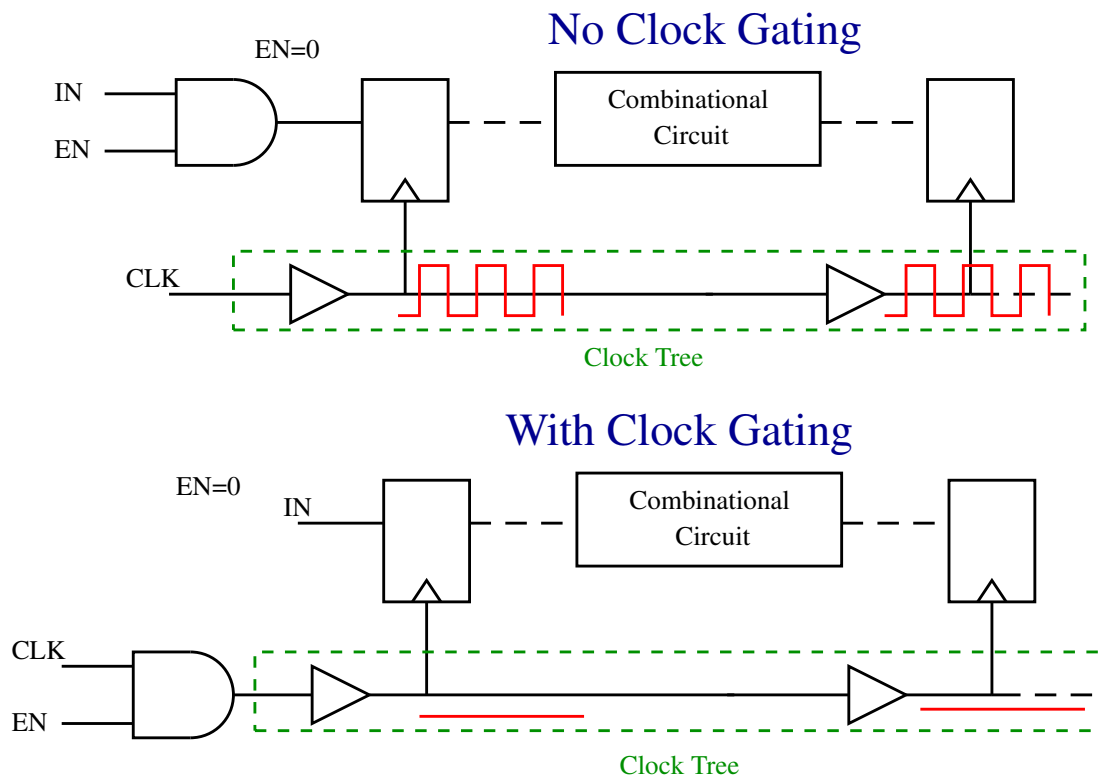 No Clock Gating
EN=0
IN
EN
Combinational
Circuit
CLK
Clock Tree
With Clock Gating
EN=0
IN
Combinational
Circuit
CLK
EN
Clock Tree